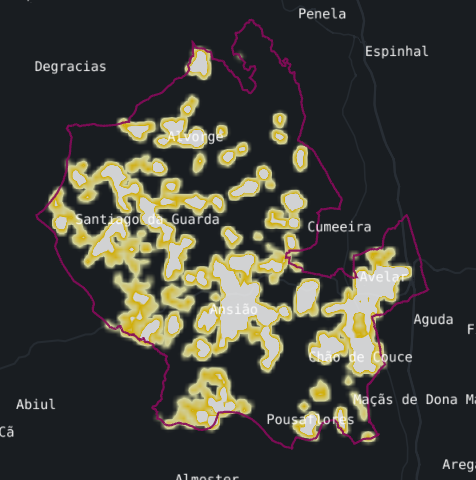 Penela
Espinhal
Degracias
Alvorge
Santiago da Guarda
Cumeeira
Avelar
Ansião
Aguda
F
Chão de Couce
Abiul
Maçãs de Dona Ma
Pousaflores
Cã
Arega
Almoster